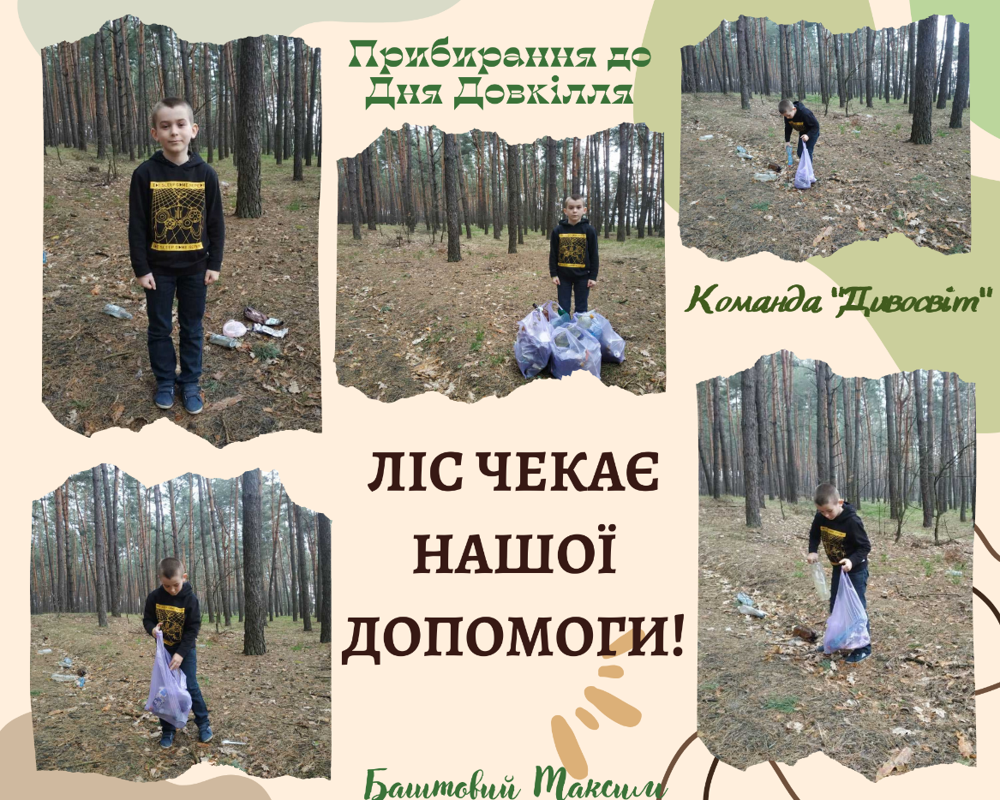 Прибирання до
Дня Довкілля
Команда "Дивосвіт"
ЛІС ЧЕКАЄ
НАШОЇ
ДОПОМОГИ!
Баштовий Максим